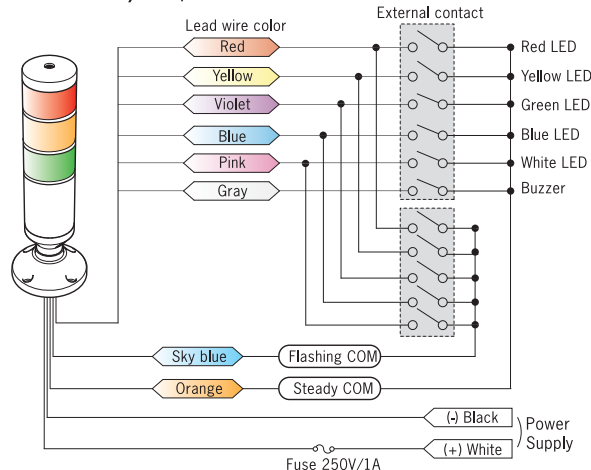 External contact
Lead wire color
Red
Red LED
Yellow
Yellow LED
Violet
Green LED
Blue
Blue LED
Pink
White LED
Gray
Buzzer
Sky blue
Flashing COM
Orange
Steady COM
(-) Black
(+) White
Power
Supply
Fuse 250V/1A